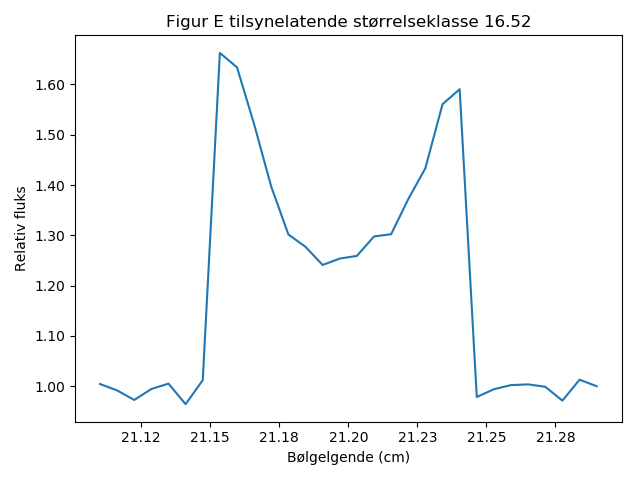 Figur E tilsynelatende størrelseklasse 16.52
1.60
1.50
1.40
1.30
1.20
1.10
1.00
Relativ fluks
21.12 21.15 21.18 21.20 21.23 21.25 21.28
Bølgelgende (cm)